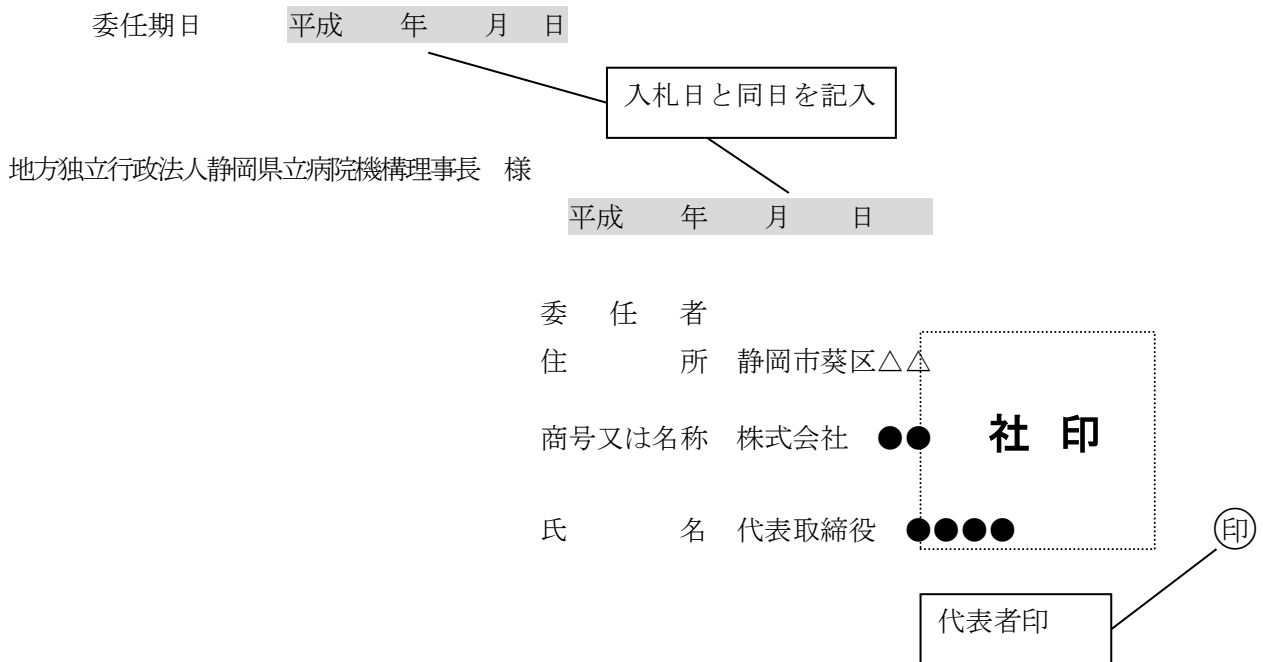 委任期日　　平成　　年　　月　日
入札日と同日を記入
地方独立行政法人静岡県立病院機構理事長　様
平成　　年　　月　　日
委　任　者
住　　　　所　静岡市葵区△△
商号又は名称　株式会社　●●
社　印
氏　　　　名　代表取締役　●●●●
㊞
代表者印